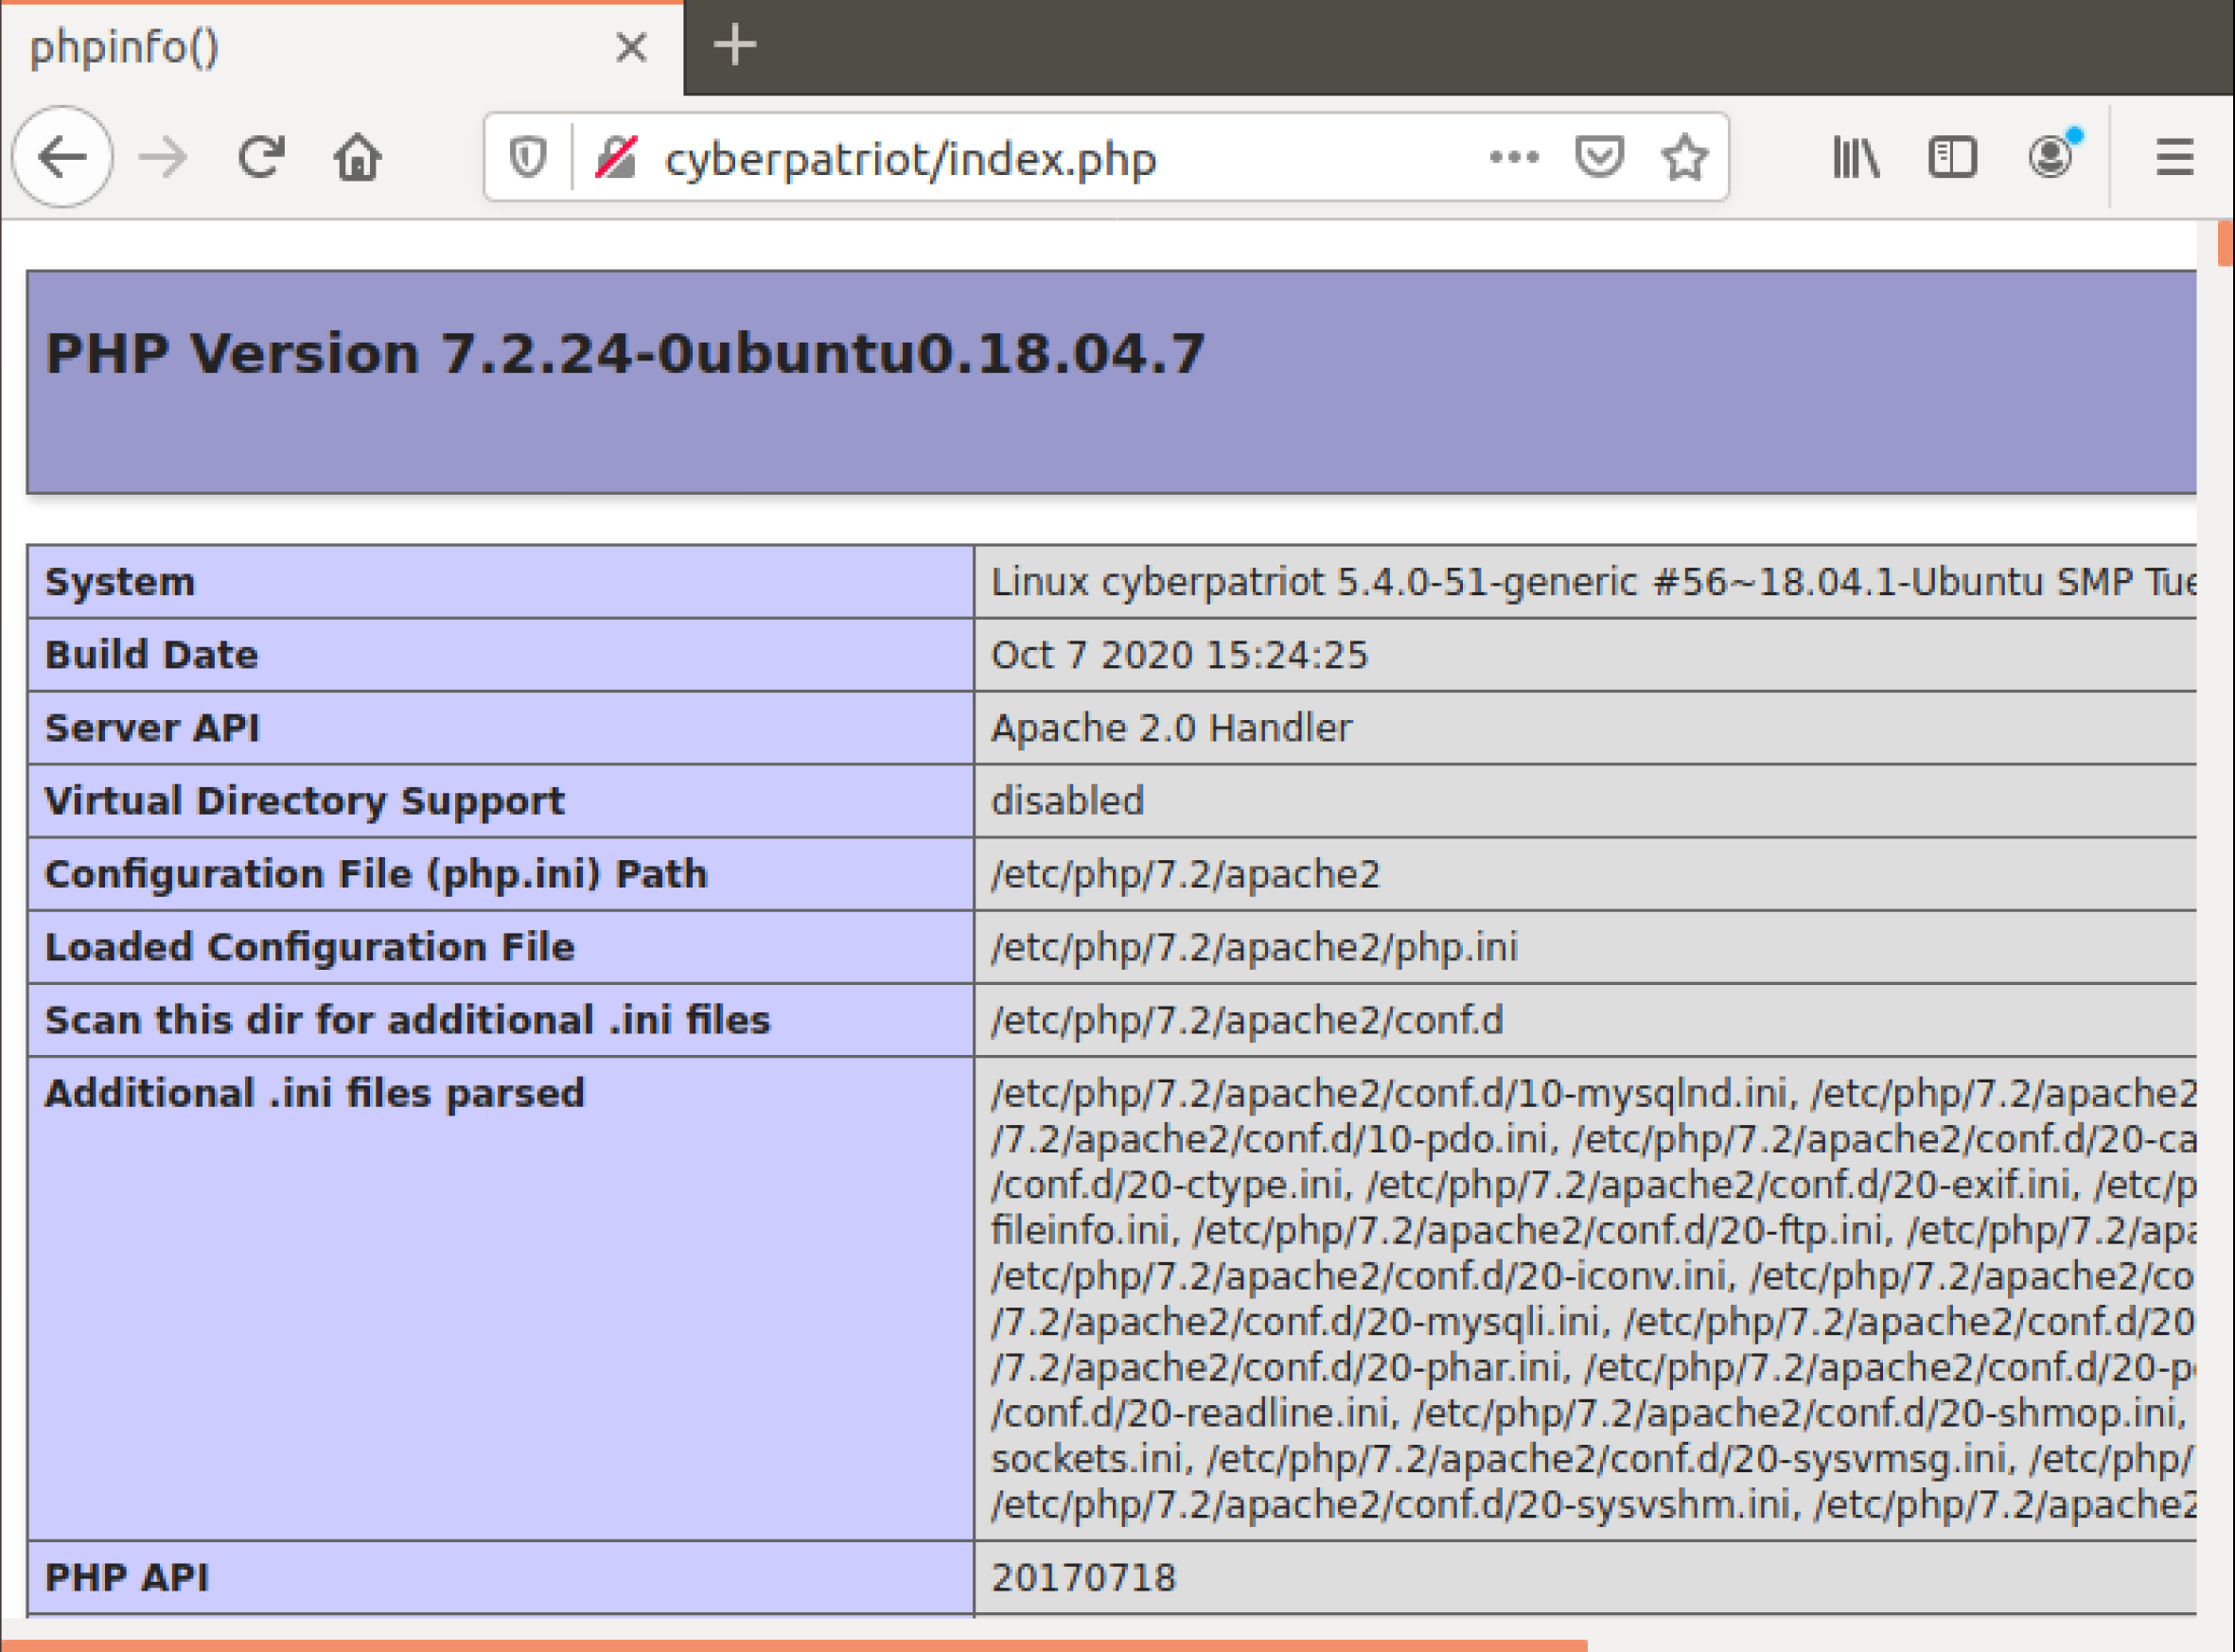 phpinfo()
cyberpatriot/index.php
PHP Version 7.2.24-0ubuntu0.18.04.7
System Linux cyberpatriot 5.4.0-51-generic #56~18.04.1-Ubuntu SMP Tue
Build Date Oct 7 2020 15:24:25
Server API Apache 2.0 Handler
Virtual Directory Support disabled
Configuration File (php.ini) Path /etc/php/7.2/apache2
Loaded Configuration File /etc/php/7.2/apache2/php.ini
Scan this dir for additional .ini files /etc/php/7.2/apache2/conf.d
Additional .ini files parsed /etc/php/7.2/apache2/conf.d/10-mysqlnd.ini, /etc/php/7.2/apache2
/7.2/apache2/conf.d/10-pdo.ini, /etc/php/7.2/apache2/conf.d/20-ca
/conf.d/20-ctype.ini, /etc/php/7.2/apache2/conf.d/20-exif.ini, /etc/p
fileinfo.ini, /etc/php/7.2/apache2/conf.d/20-ftp.ini, /etc/php/7.2/apa
/etc/php/7.2/apache2/conf.d/20-iconv.ini, /etc/php/7.2/apache2/co
/7.2/apache2/conf.d/20-mysqli.ini, /etc/php/7.2/apache2/conf.d/20
/7.2/apache2/conf.d/20-phar.ini, /etc/php/7.2/apache2/conf.d/20-p
/conf.d/20-readline.ini, /etc/php/7.2/apache2/conf.d/20-shmop.ini,
sockets.ini, /etc/php/7.2/apache2/conf.d/20-sysvmsg.ini, /etc/php/
/etc/php/7.2/apache2/conf.d/20-sysvshm.ini, /etc/php/7.2/apache2
PHP API 20170718